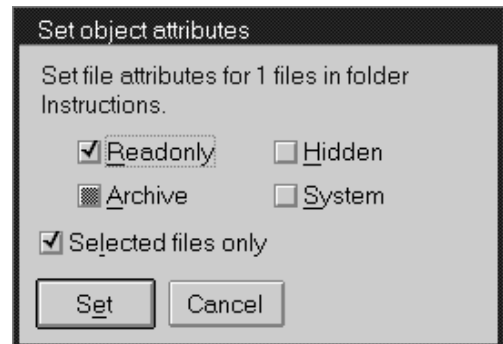 Set object attributes
Set file attributes for 1 files in folder
Instructions.
Readonly Hidden
Archive System
Selected files only
Set Cancel